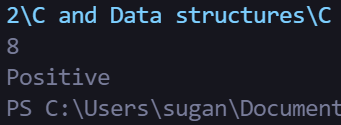 2\C and Data structures\C
8
Positive
PS C:\Users\sugan\Document